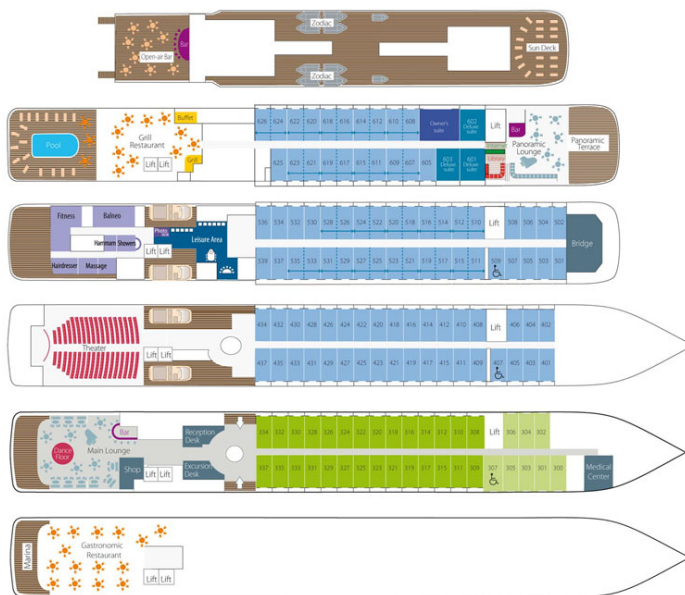 Zodiac
Open-air Bar
Bar
Sun Deck
Zodiac
Buffet
626 624 622 620 618 616 614 612 610 608
Owner's suite
602 Deluxe suite
Lift
Bar
Pool
Grill Restaurant
Lift Lift
Grill
625 623 621 619 617 615 611 609 607 605
603 Deluxe suite
601 Deluxe suite
Library
Panoramic Lounge
Panoramic Terrace
Fitness
Balneo
Photo
Hammam
Showers
Leisure Area
Hairdresser
Massage
Lift Lift
536 534 532 530 528 526 524 522 520 518 516 514 512 510
Lift
508 506 504 502
Bridge
539 537 535 533 531 529 527 525 523 521 519 517 515 511
509
507 505 503 501
Theater
Lift Lift
434 432 430 428 426 424 422 420 418 416 414 412 410 408
Lift
406 404 402
437 435 433 431 429 427 425 423 421 419 417 415 411 409
407
405 403 401
Dance Floor
Bar
Main Lounge
Shop
Lift Lift
Reception Desk
Excursion Desk
334 332 330 328 326 324 322 320 318 316 314 312 310 308
Lift
306 304 302
337 335 333 331 329 327 325 323 321 319 317 315 311 309
307
305 303 301 300
Medical Center
Marina
Gastronomic Restaurant
Lift Lift